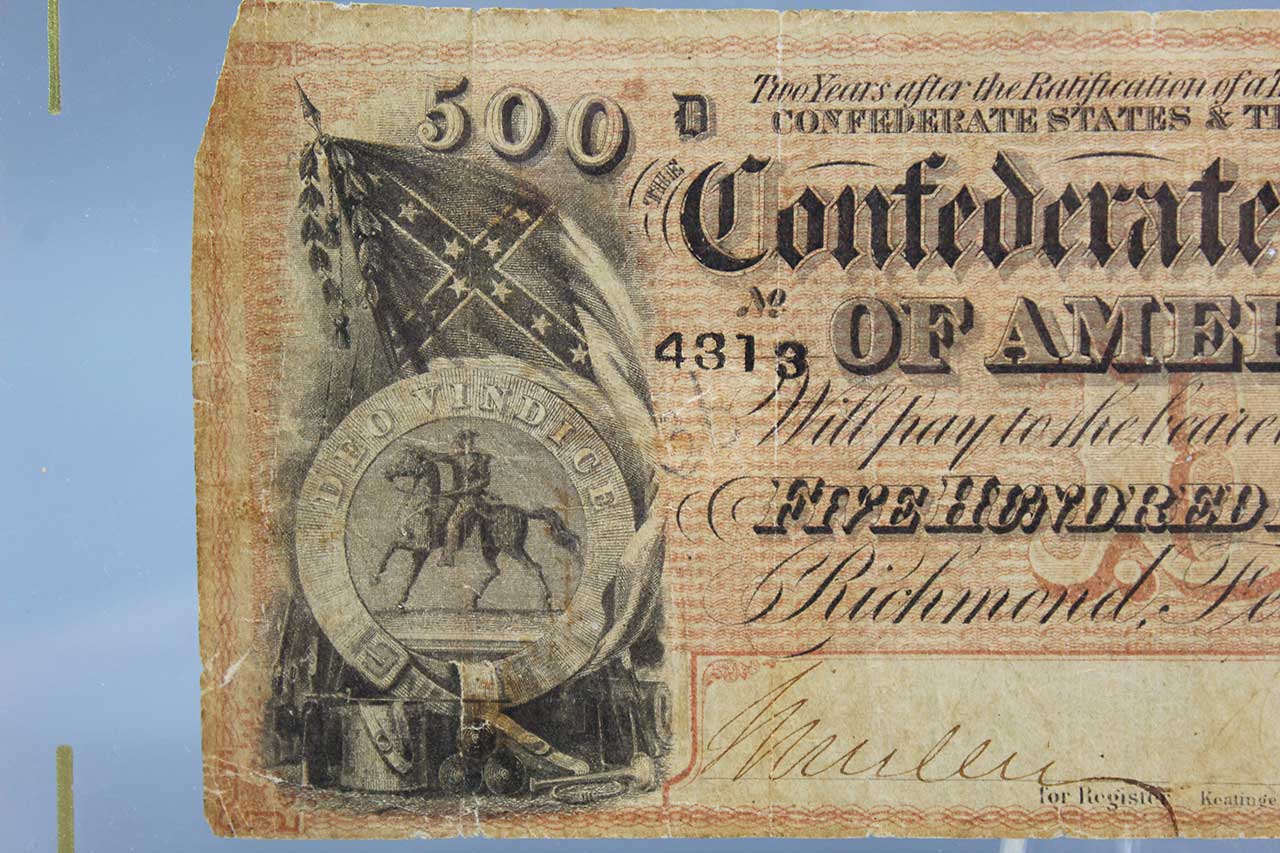 500 D
Two Years after the Ratification of a
CONFEDERATE STATES & T
THE Confederate
OF AMER
No
4313
Will pay to the bearer
FIVE HUNDRED
Richmond, Fe
DEO VINDICE
for Register Keatinge